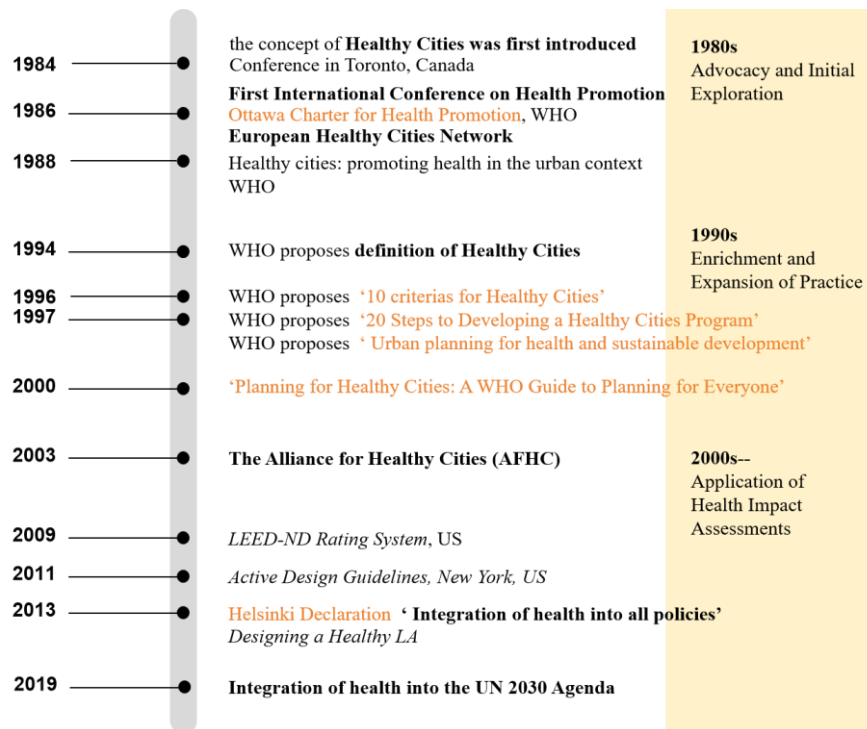 1984
the concept of Healthy Cities was first introduced
Conference in Toronto, Canada
1980s
Advocacy and Initial
Exploration
1986
First International Conference on Health Promotion
Ottawa Charter for Health Promotion, WHO
European Healthy Cities Network
1988
Healthy cities: promoting health in the urban context
WHO
1994
WHO proposes definition of Healthy Cities
1990s
Enrichment and
Expansion of Practice
1996
WHO proposes ‘10 criterias for Healthy Cities’
1997
WHO proposes ‘20 Steps to Developing a Healthy Cities Program’
WHO proposes ‘ Urban planning for health and sustainable development’
2000
‘Planning for Healthy Cities: A WHO Guide to Planning for Everyone’
2003
The Alliance for Healthy Cities (AFHC)
2000s--
Application of
Health Impact
Assessments
2009
LEED-ND Rating System, US
2011
Active Design Guidelines, New York, US
2013
Helsinki Declaration ‘ Integration of health into all policies’
Designing a Healthy LA
2019
Integration of health into the UN 2030 Agenda